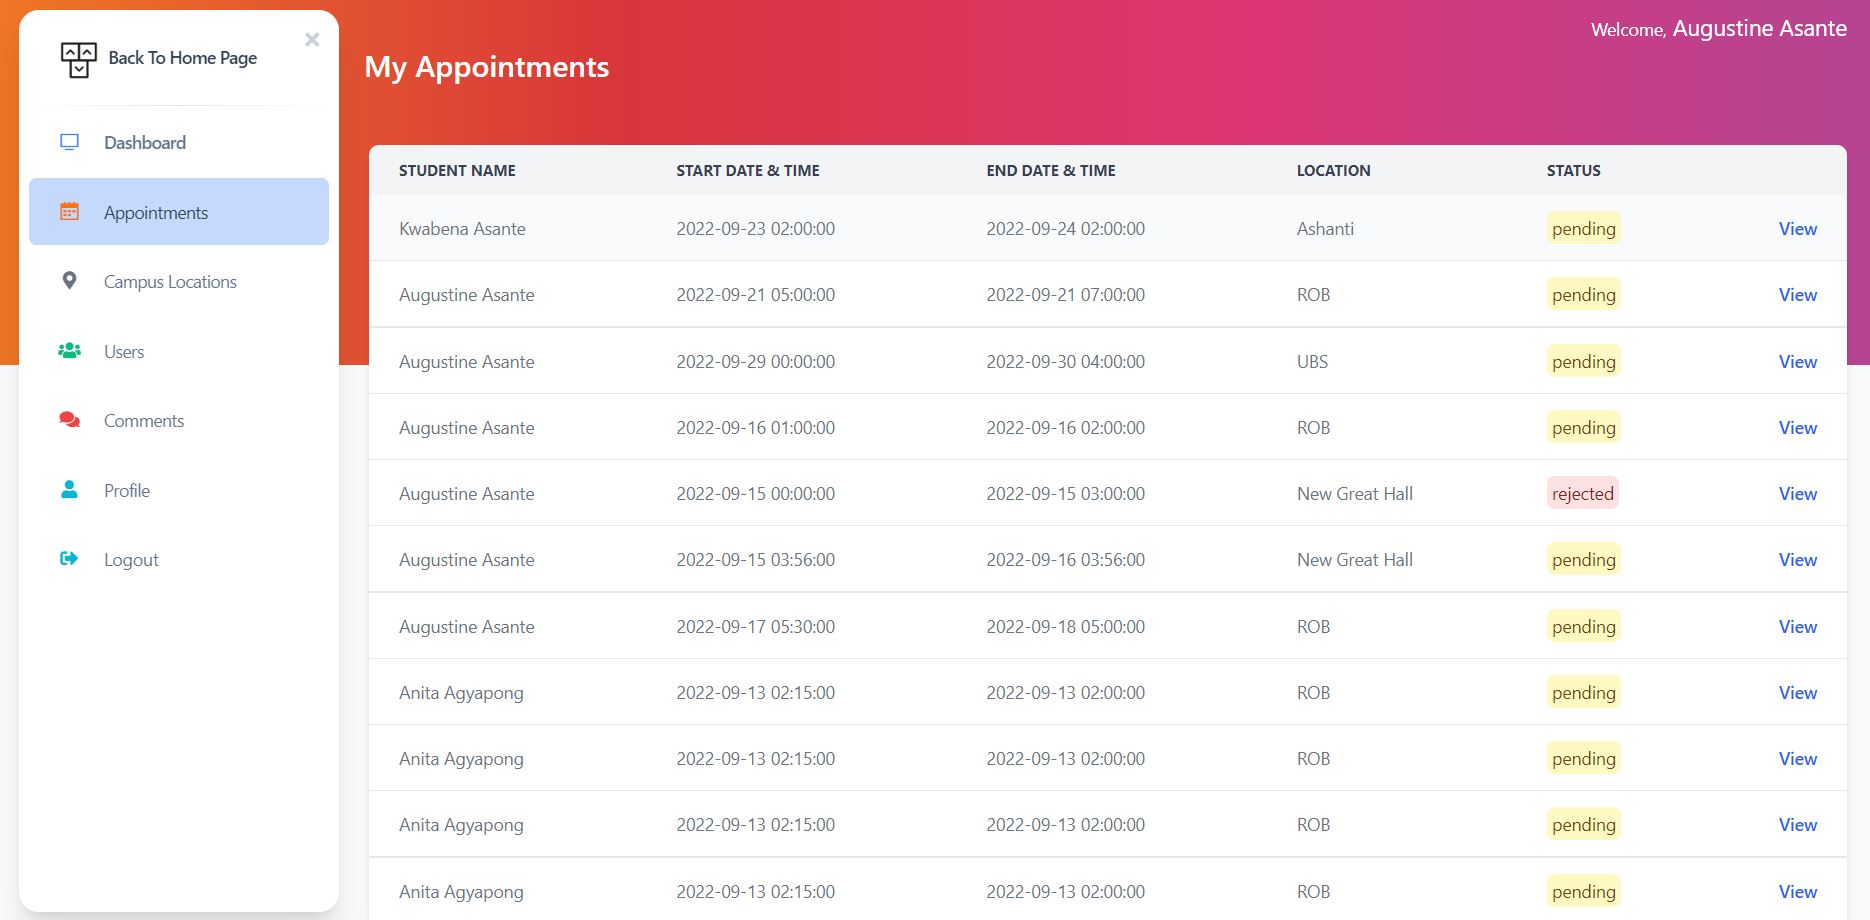 Welcome, Augustine Asante
×
Back To Home Page
My Appointments
Dashboard
Appointments
Campus Locations
Users
Comments
Profile
Logout
STUDENT NAME START DATE & TIME END DATE & TIME LOCATION STATUS
Kwabena Asante 2022-09-23 02:00:00 2022-09-24 02:00:00 Ashanti pending View
Augustine Asante 2022-09-21 05:00:00 2022-09-21 07:00:00 ROB pending View
Augustine Asante 2022-09-29 00:00:00 2022-09-30 04:00:00 UBS pending View
Augustine Asante 2022-09-16 01:00:00 2022-09-16 02:00:00 ROB pending View
Augustine Asante 2022-09-15 00:00:00 2022-09-15 03:00:00 New Great Hall rejected View
Augustine Asante 2022-09-15 03:56:00 2022-09-16 03:56:00 New Great Hall pending View
Augustine Asante 2022-09-17 05:30:00 2022-09-18 05:00:00 ROB pending View
Anita Agyapong 2022-09-13 02:15:00 2022-09-13 02:00:00 ROB pending View
Anita Agyapong 2022-09-13 02:15:00 2022-09-13 02:00:00 ROB pending View
Anita Agyapong 2022-09-13 02:15:00 2022-09-13 02:00:00 ROB pending View
Anita Agyapong 2022-09-13 02:15:00 2022-09-13 02:00:00 ROB pending View